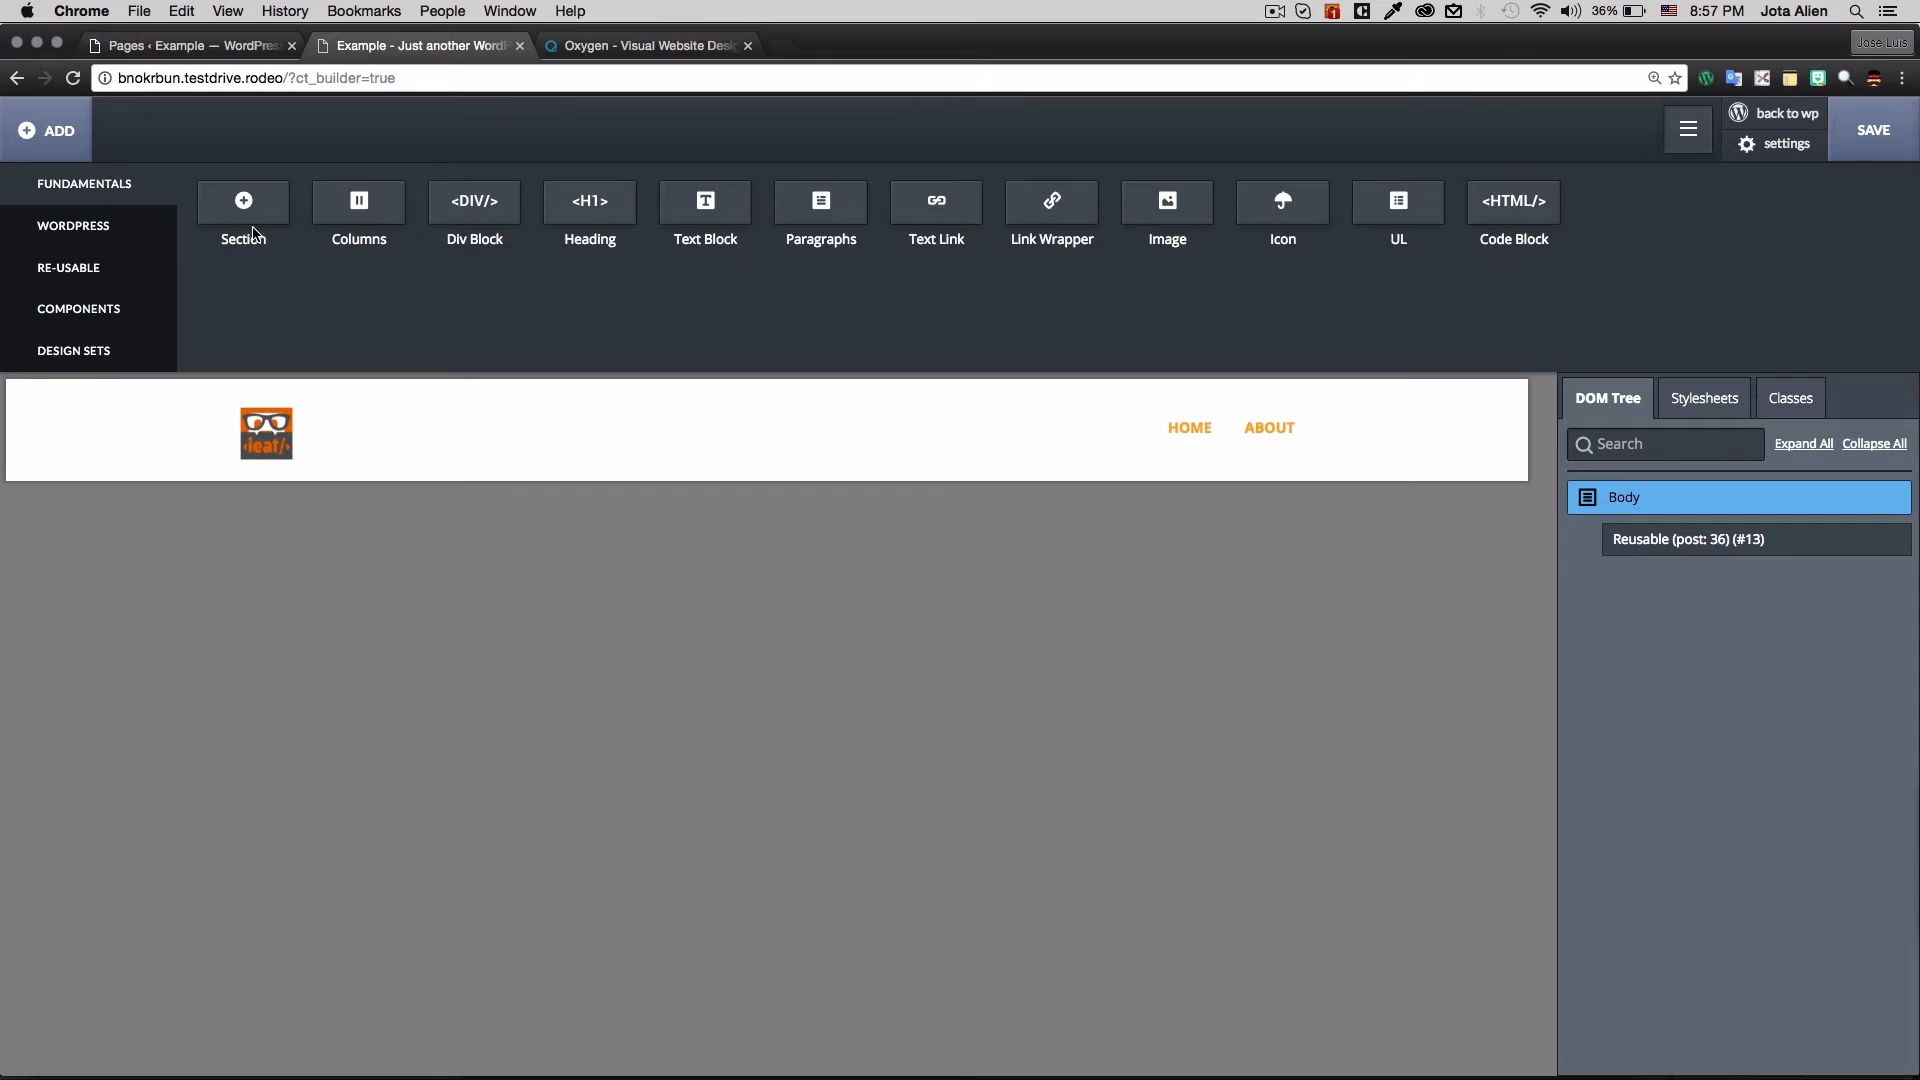 Chrome File Edit View History Bookmarks People Window Help 36% 8:57 PM Jota Alien
Pages ‹ Example — WordPres Example - Just another WordP Oxygen - Visual Website Desi Jose Luis
bnokrbun.testdrive.rodeo/?ct_builder=true
ADD
back to wp
settings
SAVE
FUNDAMENTALS
WORDPRESS
RE-USABLE
COMPONENTS
DESIGN SETS
<DIV/> <H1> <HTML/>
Section Columns Div Block Heading Text Block Paragraphs Text Link Link Wrapper Image Icon UL Code Block
‹ieat/›
HOME ABOUT
DOM Tree Stylesheets Classes
Search Expand All Collapse All
Body
Reusable (post: 36) (#13)